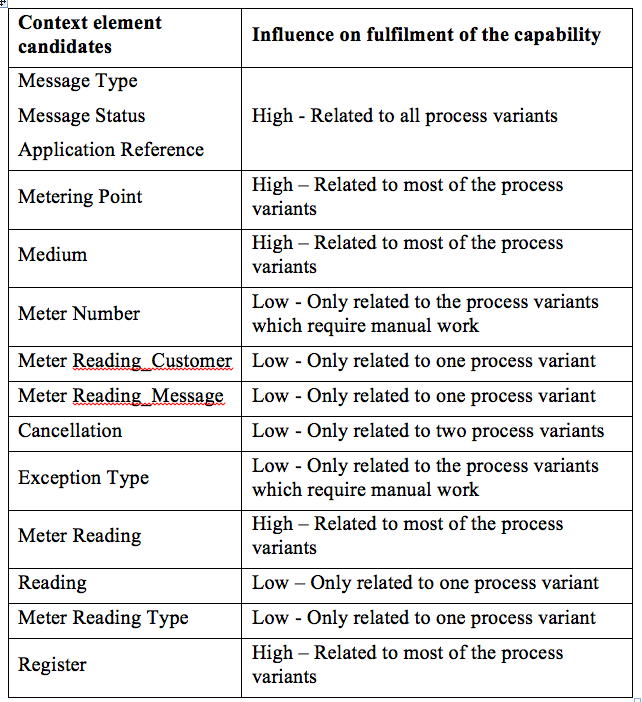 Context element
candidates
Influence on fulfilment of the capability
Message Type
Message Status
Application Reference
High - Related to all process variants
Metering Point
High – Related to most of the process
variants
Medium
High – Related to most of the process
variants
Meter Number
Low - Only related to the process variants
which require manual work
Meter Reading_Customer
Low - Only related to one process variant
Meter Reading_Message
Low - Only related to one process variant
Cancellation
Low - Only related to two process variants
Exception Type
Low - Only related to the process variants
which require manual work
Meter Reading
High – Related to most of the process
variants
Reading
Low – Only related to one process variant
Meter Reading Type
Low - Only related to one process variant
Register
High – Related to most of the process
variants